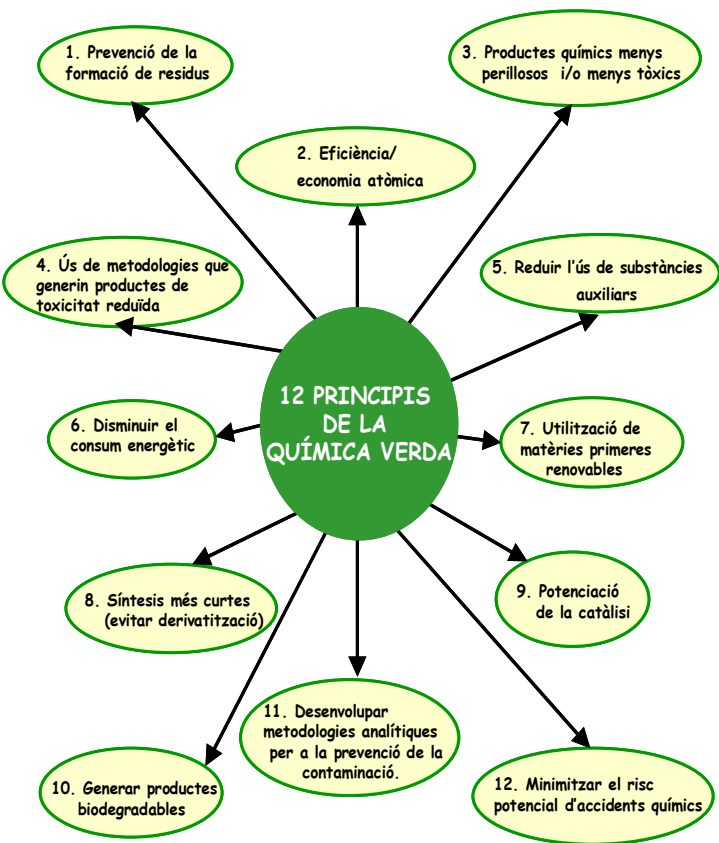 1. Prevenció de la
formació de residus
3. Productes químics menys
perillosos i/o menys tòxics
2. Eficiència/
economia atòmica
4. Ús de metodologies que
generin productes de
toxicitat reduïda
5. Reduir l'ús de substàncies
auxiliars
12 PRINCIPIS
DE LA
QUÍMICA VERDA
6. Disminuir el
consum energètic
7. Utilització de
matèries primeres
renovables
8. Síntesis més curtes
(evitar derivatització)
9. Potenciació
de la catàlisi
11. Desenvolupar
metodologies analítiques
per a la prevenció de la
contaminació.
10. Generar productes
biodegradables
12. Minimitzar el risc
potencial d'accidents químics